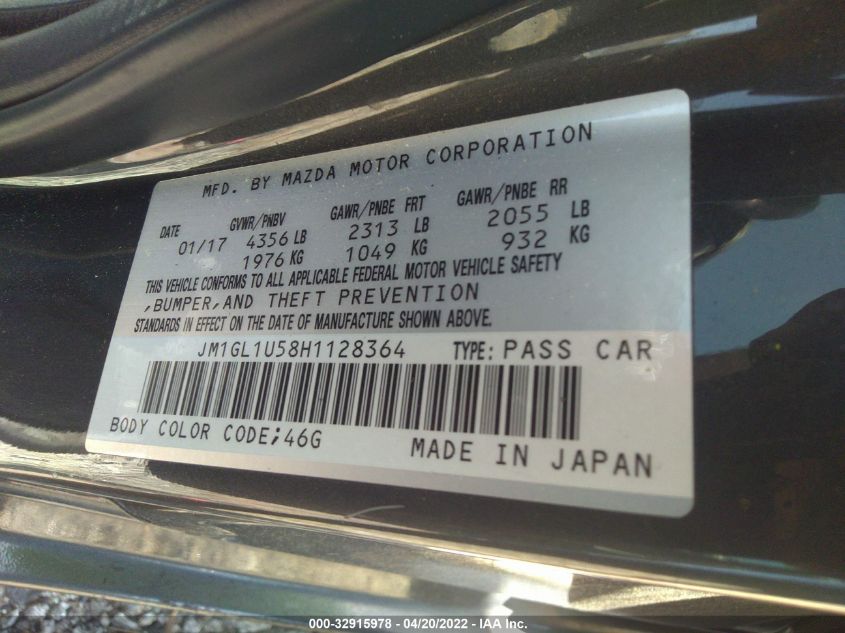 MFD. BY MAZDA MOTOR CORPORATION
DATE GVWR/PNBV GAWR/PNBE FRT GAWR/PNBE RR
01/17 4356 LB 2313 LB 2055 LB
1976 KG 1049 KG 932 KG
THIS VEHICLE CONFORMS TO ALL APPLICABLE FEDERAL MOTOR VEHICLE SAFETY
,BUMPER,AND THEFT PREVENTION
STANDARDS IN EFFECT ON THE DATE OF MANUFACTURE SHOWN ABOVE.
JM1GL1U58H1128364 TYPE: PASS CAR
BODY COLOR CODE;46G MADE IN JAPAN
000-32915978 - 04/20/2022 - IAA Inc.